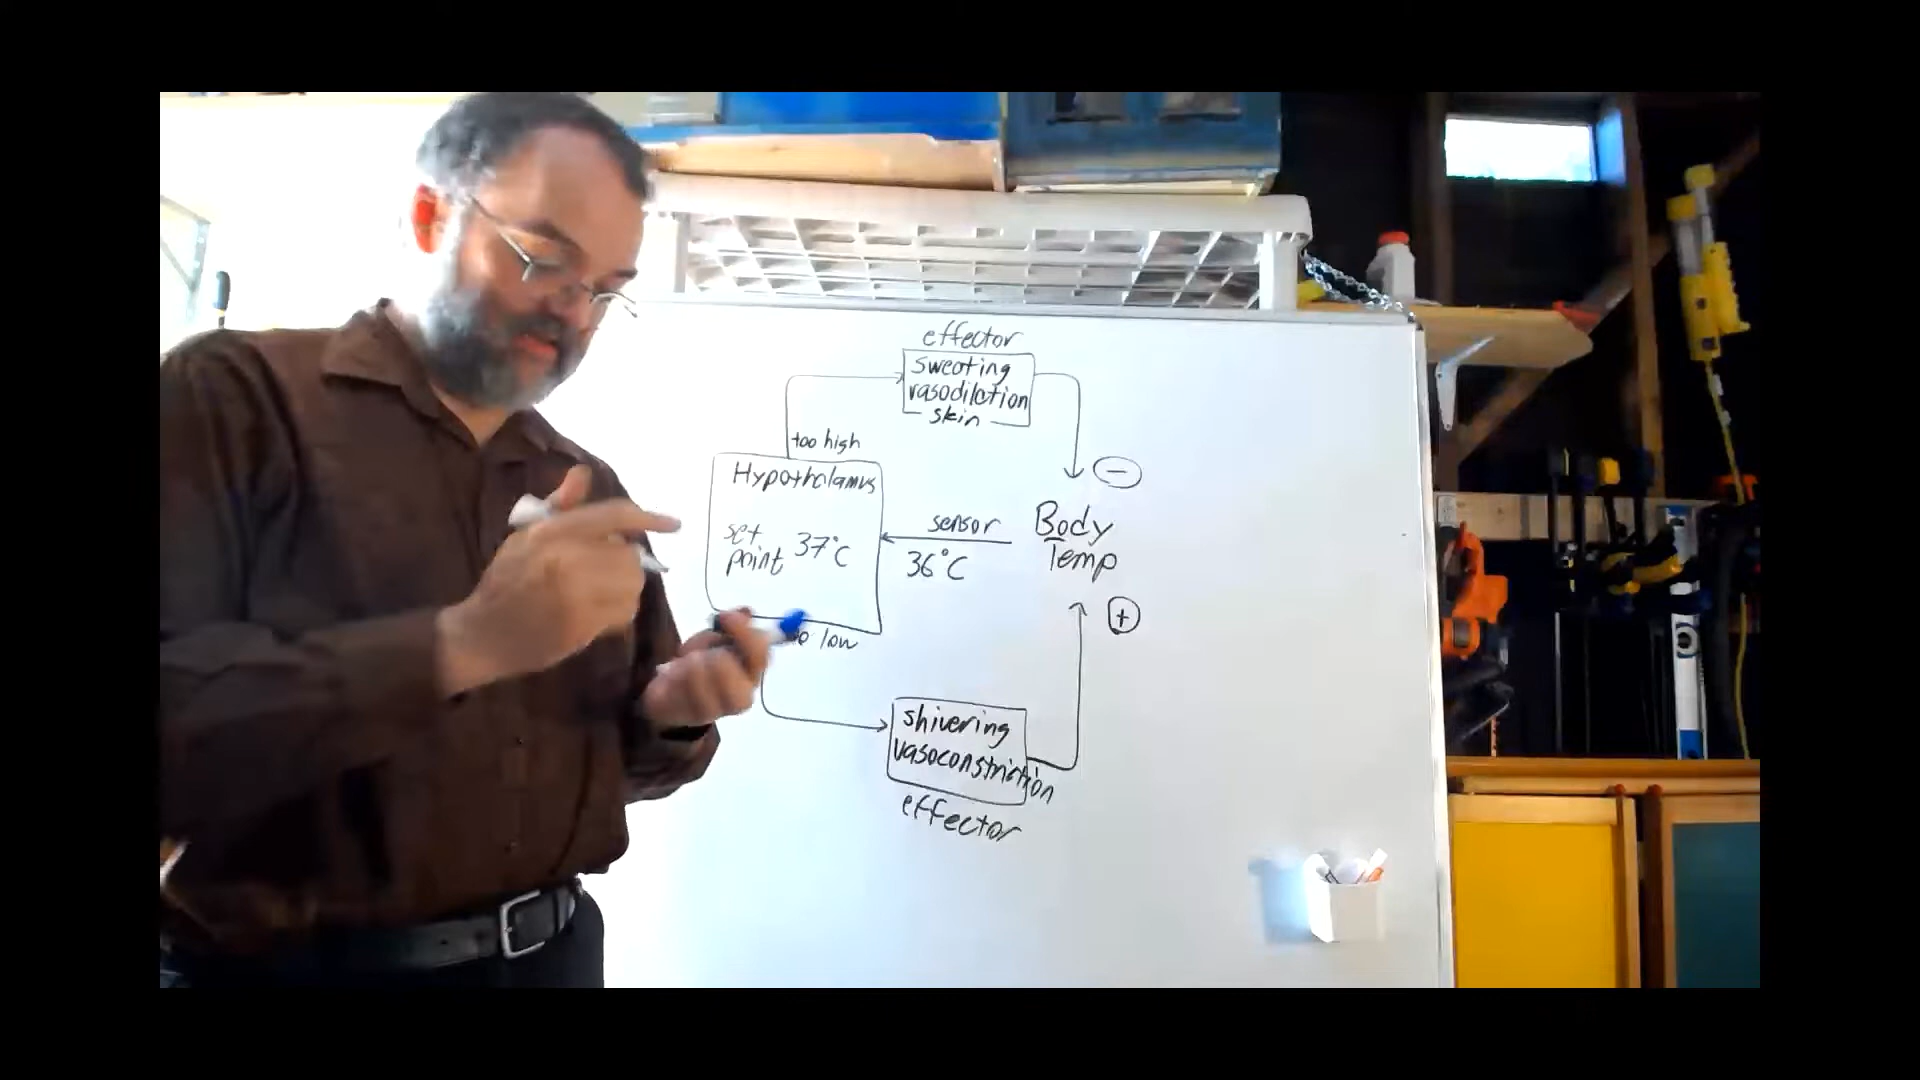 effector
sweating
vasodilation
skin
too high
Hypothalamus
set
point 37°C
sensor
36°C
Body
Temp
−
+
low
shivering
vasoconstriction
effector